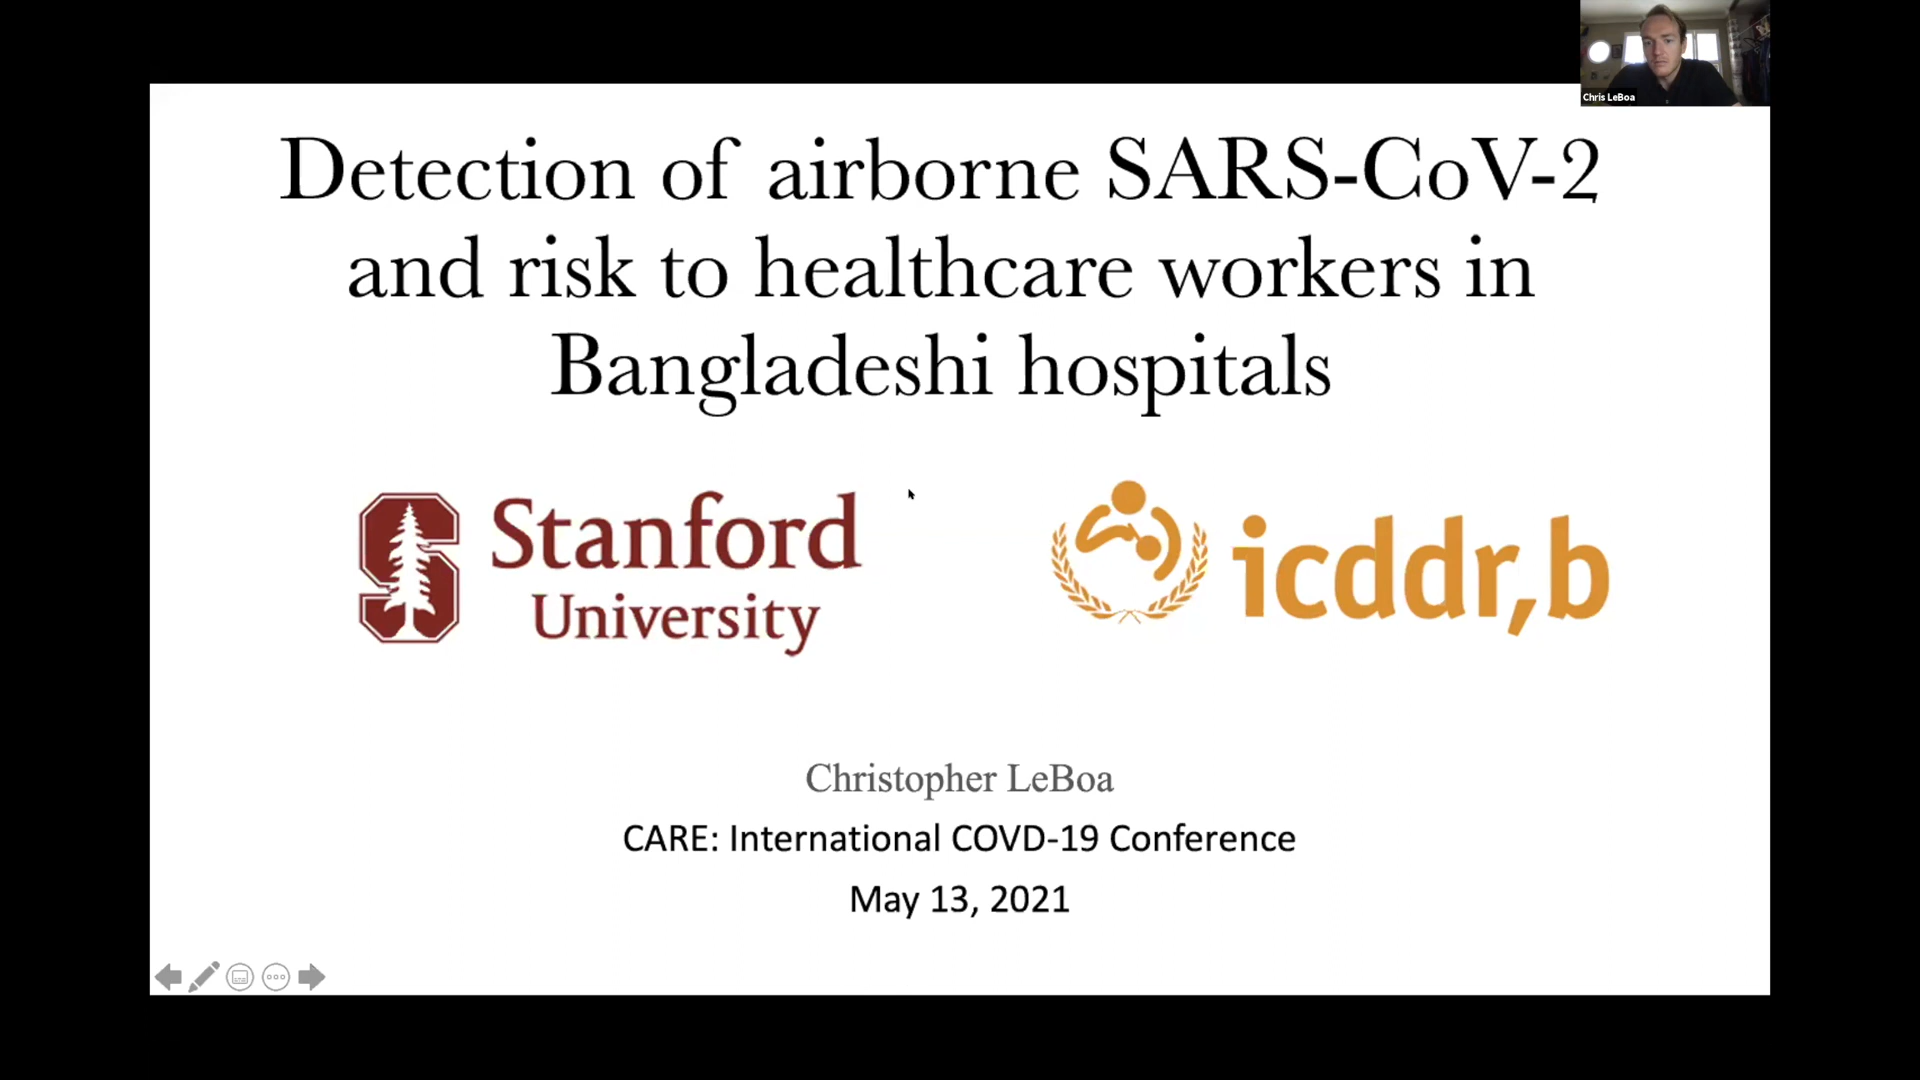 Chris LeBoa
Detection of airborne SARS-CoV-2
and risk to healthcare workers in
Bangladeshi hospitals
Stanford
University
icddr,b
Christopher LeBoa
CARE: International COVD-19 Conference
May 13, 2021